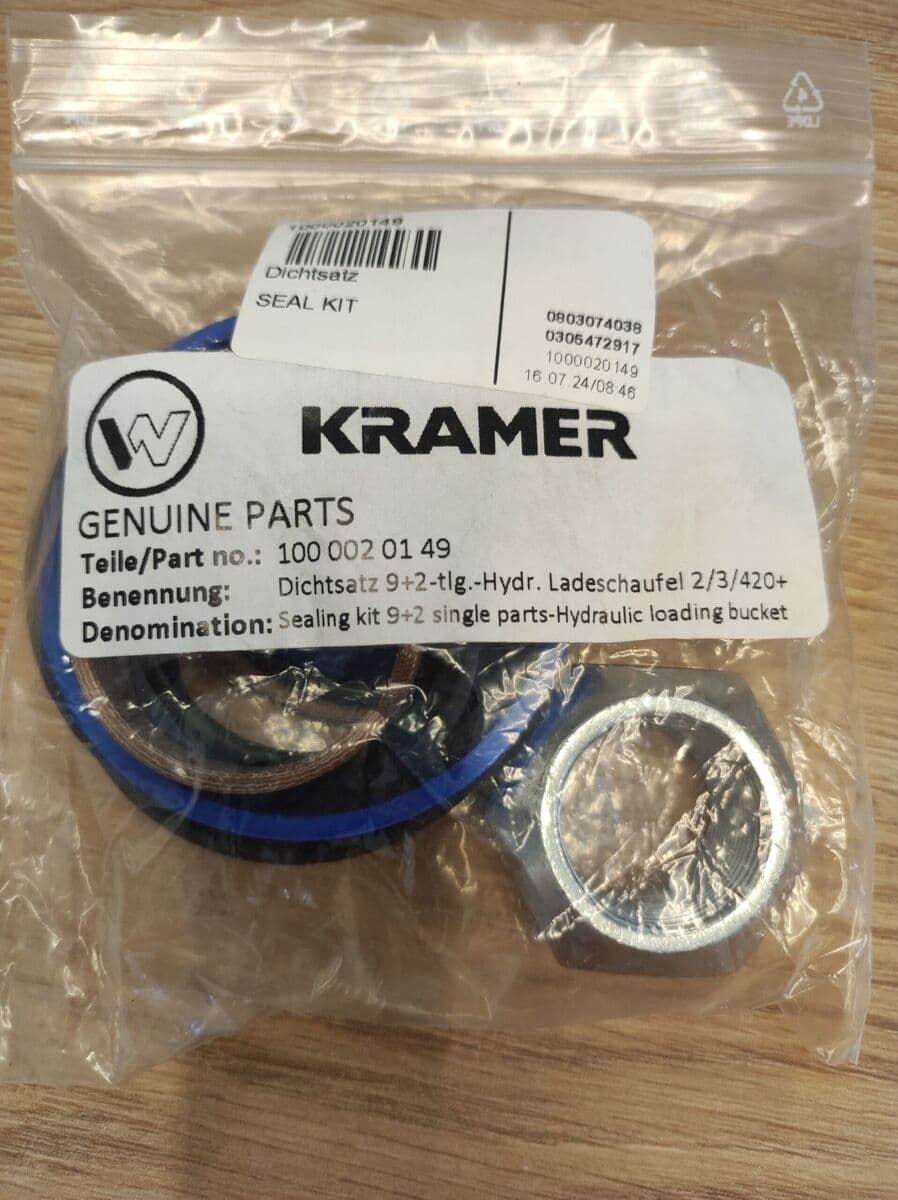 1000020149
Dichtsatz
SEAL KIT
0803074038
0305472917
1000020149
16 07 24/08 46
KRAMER
GENUINE PARTS
Teile/Part no.: 100 002 01 49
Benennung: Dichtsatz 9+2-tlg.-Hydr. Ladeschaufel 2/3/420+
Denomination: Sealing kit 9+2 single parts-Hydraulic loading bucket